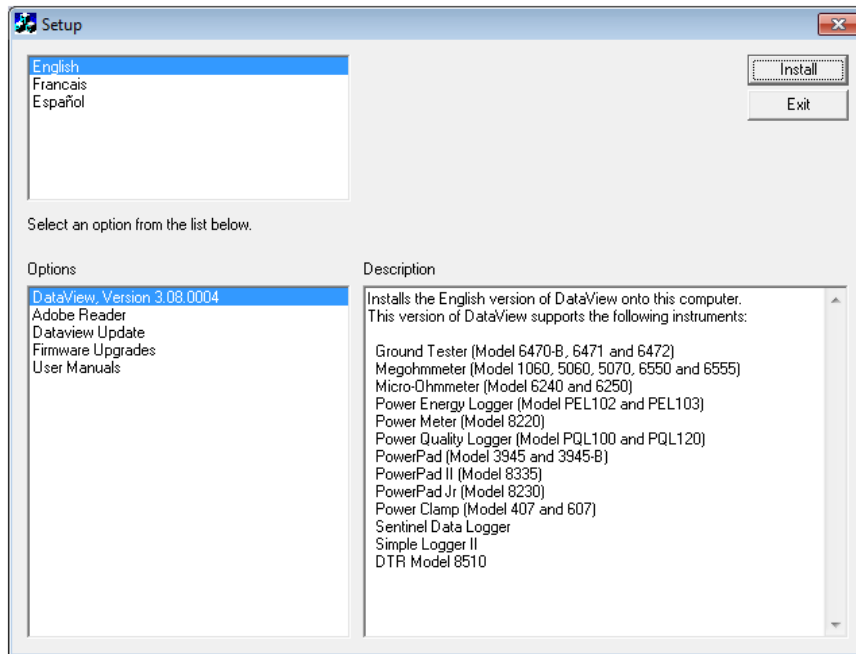 Setup
English
Francais
Español
Install
Exit
Select an option from the list below.
Options
DataView, Version 3.08.0004
Adobe Reader
Dataview Update
Firmware Upgrades
User Manuals
Description
Installs the English version of DataView onto this computer.
This version of DataView supports the following instruments:
Ground Tester (Model 6470-B, 6471 and 6472)
Megohmmeter (Model 1060, 5060, 5070, 6550 and 6555)
Micro-Ohmmeter (Model 6240 and 6250)
Power Energy Logger (Model PEL102 and PEL103)
Power Meter (Model 8220)
Power Quality Logger (Model PQL100 and PQL120)
PowerPad (Model 3945 and 3945-B)
PowerPad II (Model 8335)
PowerPad Jr (Model 8230)
Power Clamp (Model 407 and 607)
Sentinel Data Logger
Simple Logger II
DTR Model 8510